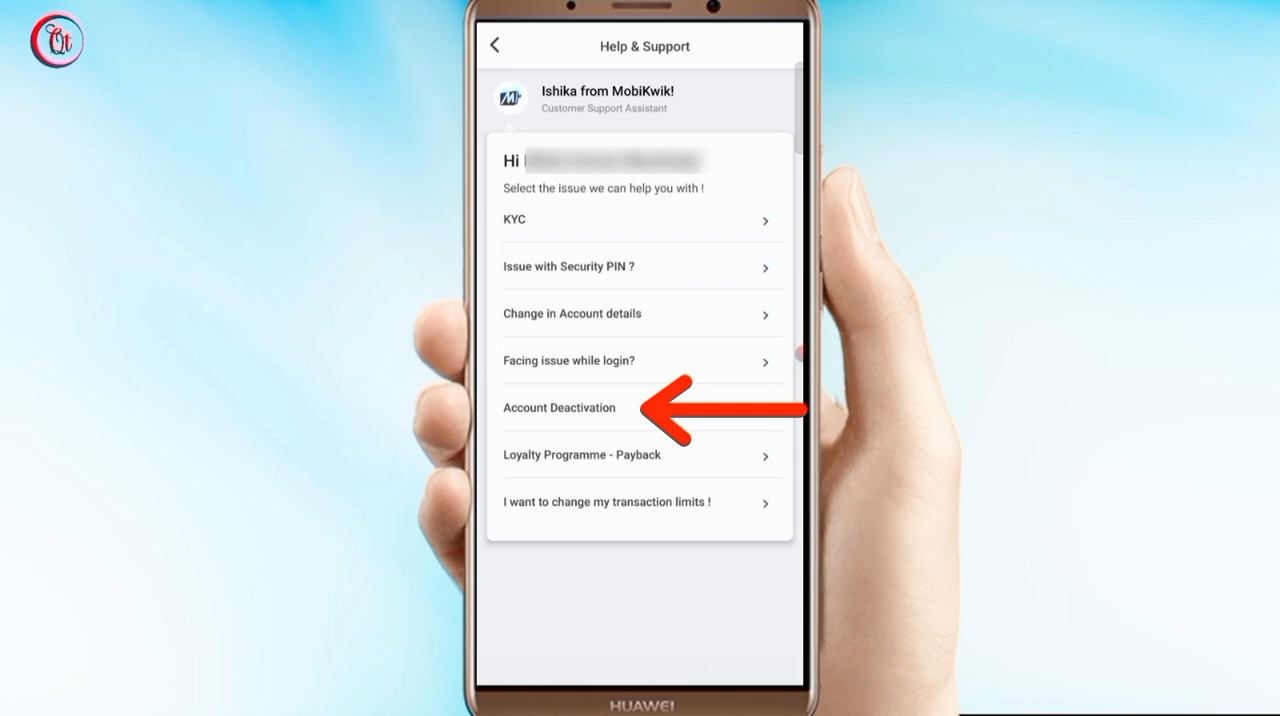 Qt
Help & Support
Ishika from MobiKwik!
Customer Support Assistant
Hi
Select the issue we can help you with !
KYC
Issue with Security PIN ?
Change in Account details
Facing issue while login?
Account Deactivation
Loyalty Programme - Payback
I want to change my transaction limits !
HUAWEI